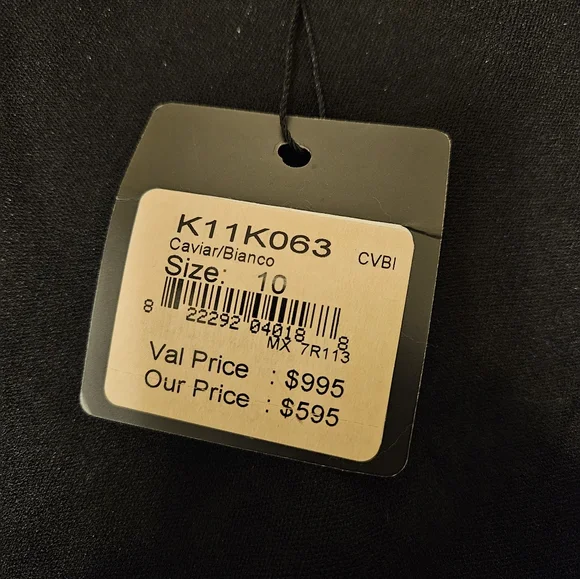 K11K063
Caviar/Bianco CVBI
Size: 10
8 22292 04018 8
MX 7R113
Val Price : $995
Our Price : $595